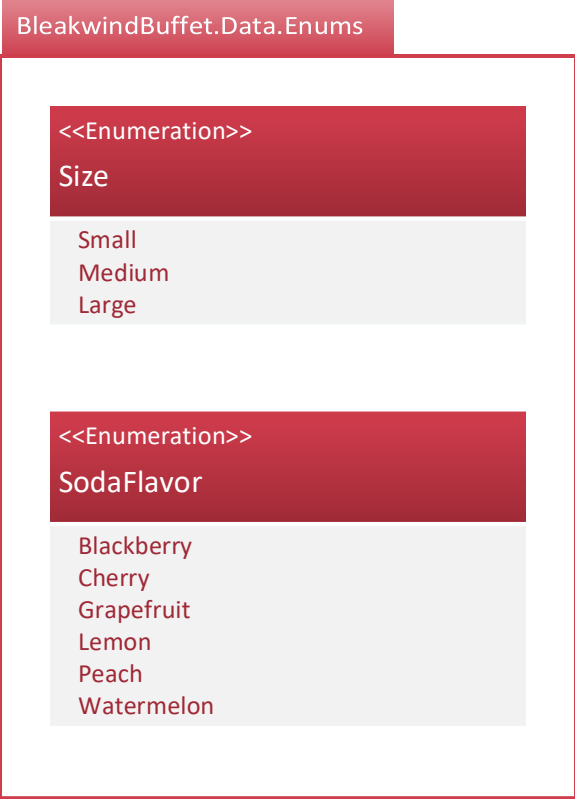 BleakwindBuffet.Data.Enums
<<Enumeration>>
Size
Small
Medium
Large
<<Enumeration>>
SodaFlavor
Blackberry
Cherry
Grapefruit
Lemon
Peach
Watermelon